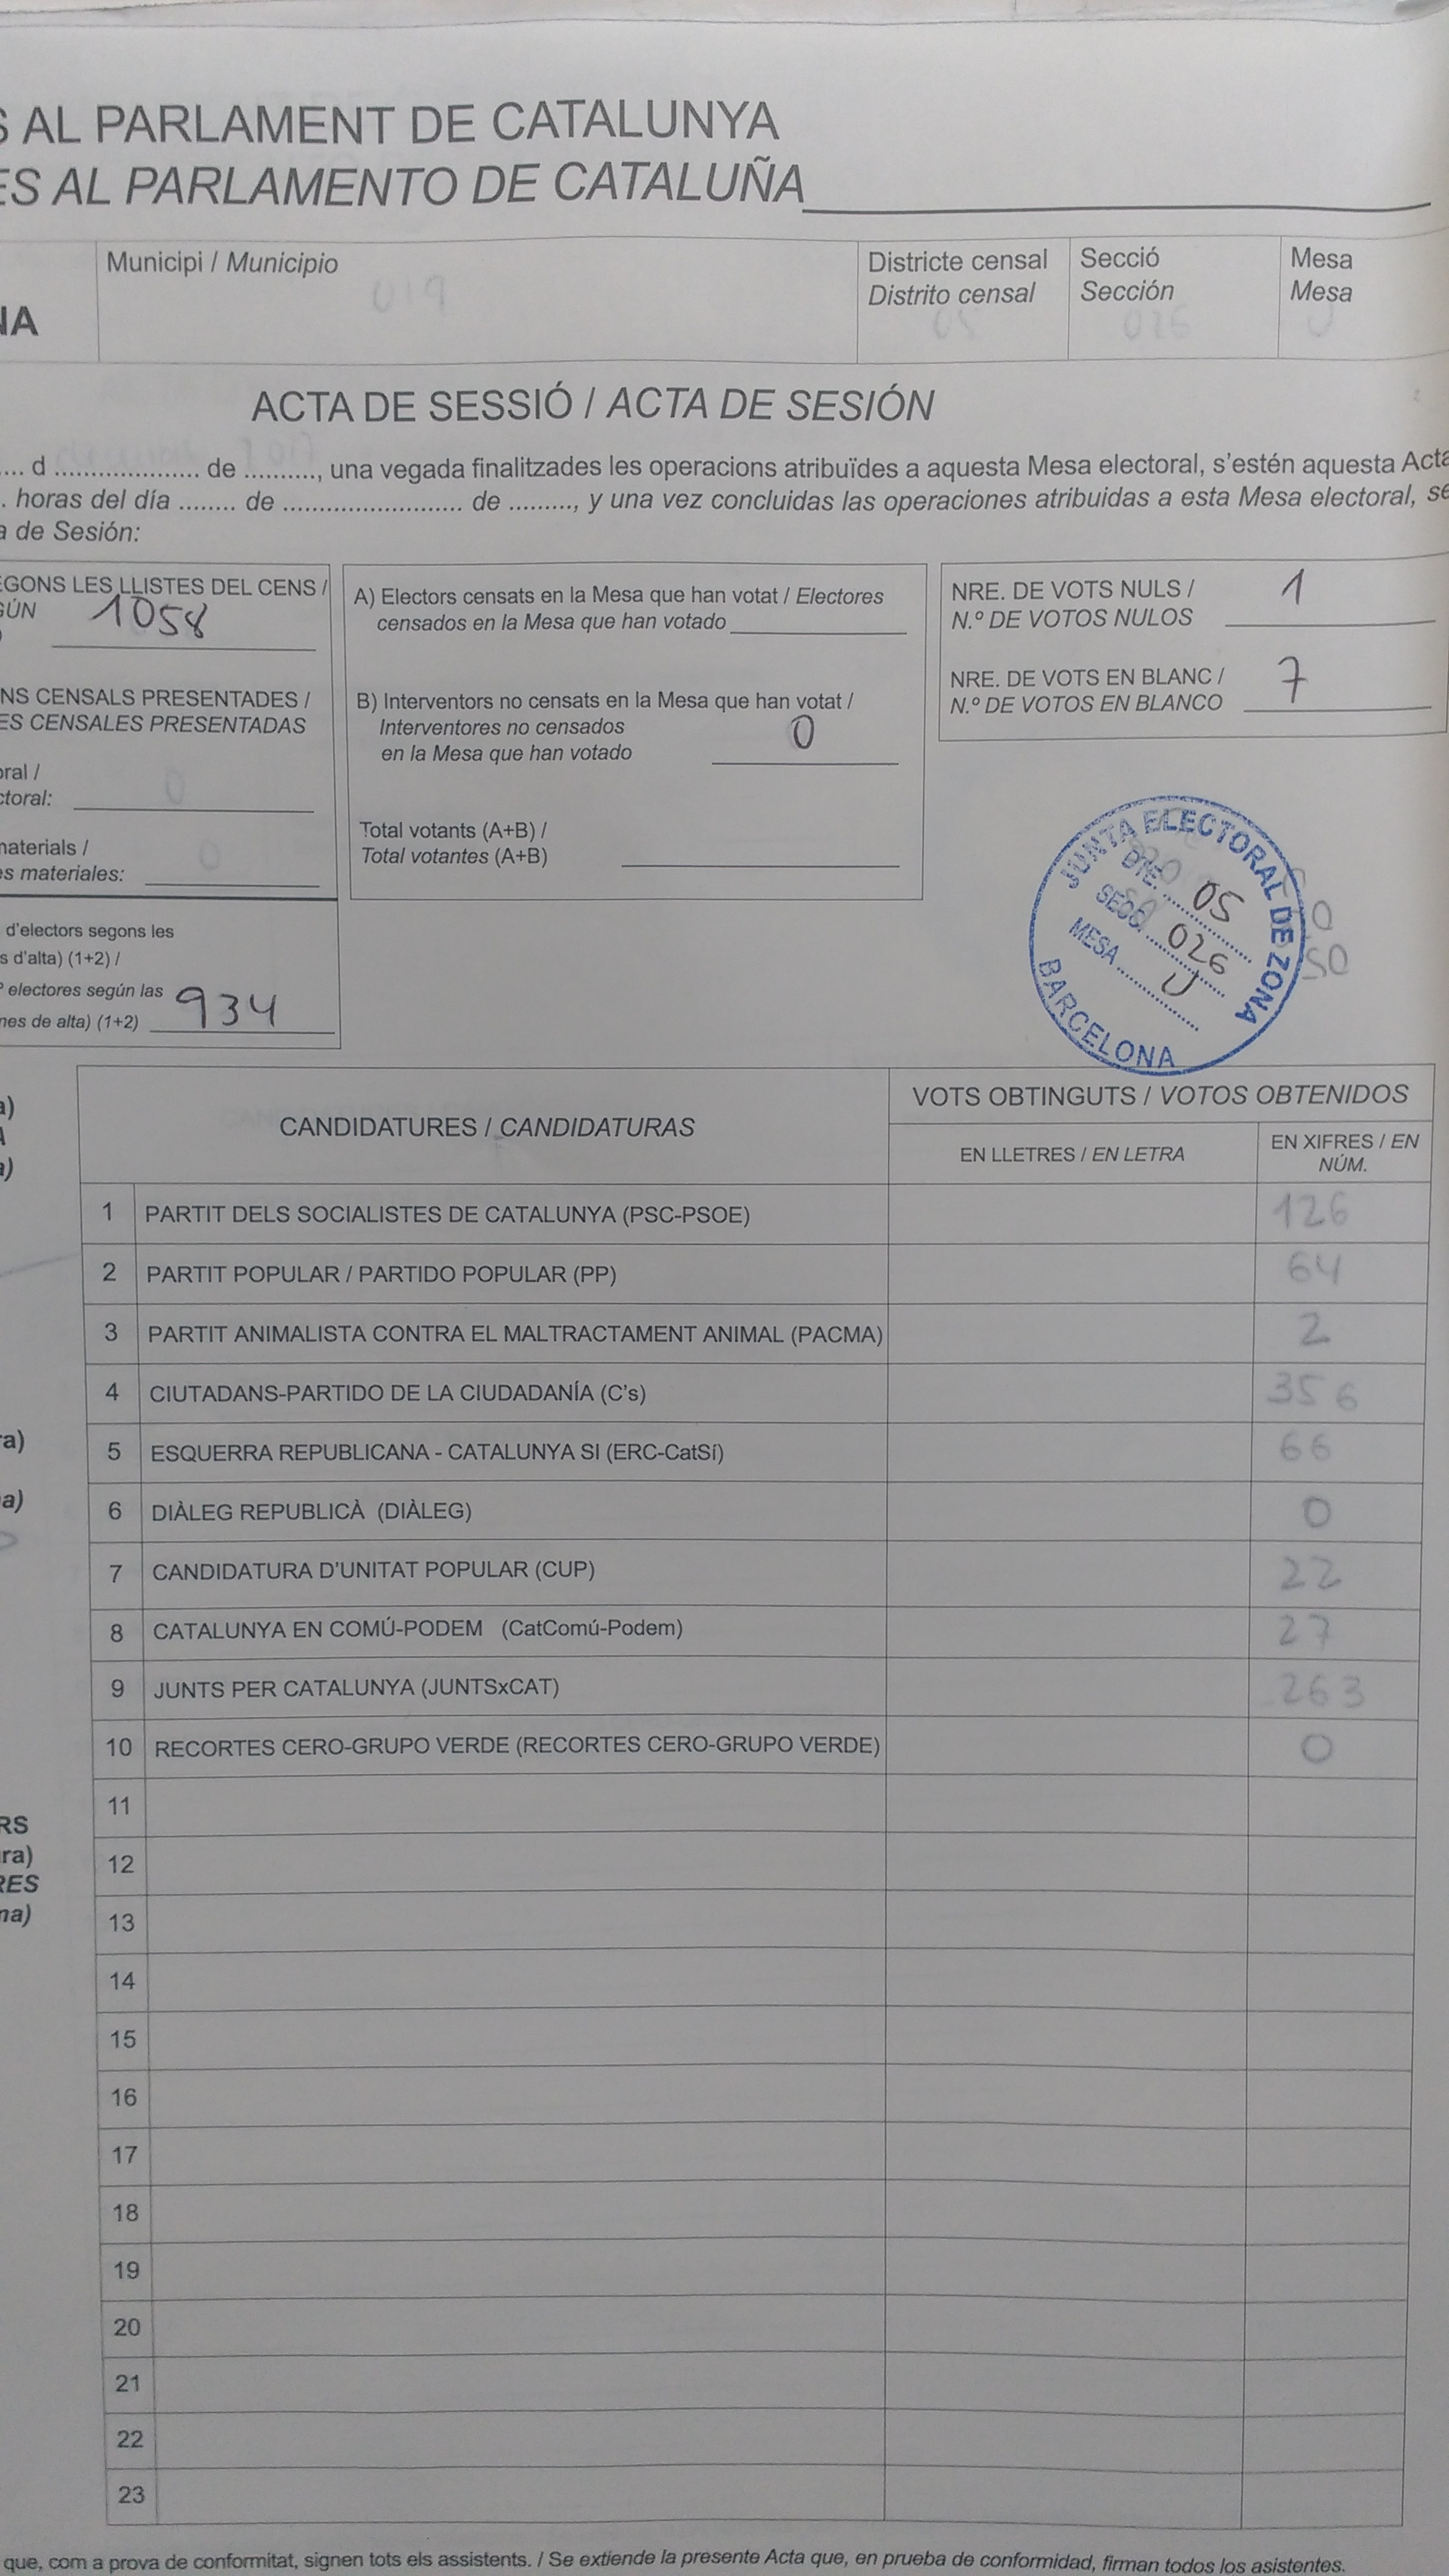 S AL PARLAMENT DE CATALUNYA
ES AL PARLAMENTO DE CATALUÑA
NA
Municipi / Municipio
019
Districte censal
Distrito censal
05
Secció
Sección
026
Mesa
Mesa
U
ACTA DE SESSIÓ / ACTA DE SESIÓN
.... d .................... de .........., una vegada finalitzades les operacions atribuïdes a aquesta Mesa electoral, s'estén aquesta Acta
2017
. horas del día ........ de ......................... de ........., y una vez concluidas las operaciones atribuidas a esta Mesa electoral, se
a de Sesión:
EGONS LES LLISTES DEL CENS /
GÚN 1058
NS CENSALS PRESENTADES /
ES CENSALES PRESENTADAS
oral /
ctoral: 0
materials /
es materiales: 0
d'electors segons les
s d'alta) (1+2) /
electores según las
nes de alta) (1+2) 934
A) Electors censats en la Mesa que han votat / Electores
censados en la Mesa que han votado
B) Interventors no censats en la Mesa que han votat /
Interventores no censados
en la Mesa que han votado 0
Total votants (A+B) /
Total votantes (A+B)
NRE. DE VOTS NULS /
N.º DE VOTOS NULOS 1
NRE. DE VOTS EN BLANC /
N.º DE VOTOS EN BLANCO 7
JUNTA ELECTORAL DE ZONA
DTE. 05
SECC. 026
MESA U
BARCELONA
CANDIDATURES / CANDIDATURAS
VOTS OBTINGUTS / VOTOS OBTENIDOS
EN LLETRES / EN LETRA
EN XIFRES / EN
NÚM.
1 PARTIT DELS SOCIALISTES DE CATALUNYA (PSC-PSOE) 126
2 PARTIT POPULAR / PARTIDO POPULAR (PP) 64
3 PARTIT ANIMALISTA CONTRA EL MALTRACTAMENT ANIMAL (PACMA) 2
4 CIUTADANS-PARTIDO DE LA CIUDADANÍA (C's) 356
5 ESQUERRA REPUBLICANA - CATALUNYA SI (ERC-CatSí) 66
6 DIÀLEG REPUBLICÀ (DIÀLEG) 0
7 CANDIDATURA D'UNITAT POPULAR (CUP) 22
8 CATALUNYA EN COMÚ-PODEM (CatComú-Podem) 27
9 JUNTS PER CATALUNYA (JUNTSxCAT) 263
10 RECORTES CERO-GRUPO VERDE (RECORTES CERO-GRUPO VERDE) 0
11
12
13
14
15
16
17
18
19
20
21
22
23
a)
a)
ra)
a)
RS
ra)
RES
na)
que, com a prova de conformitat, signen tots els assistents. / Se extiende la presente Acta que, en prueba de conformidad, firman todos los asistentes.